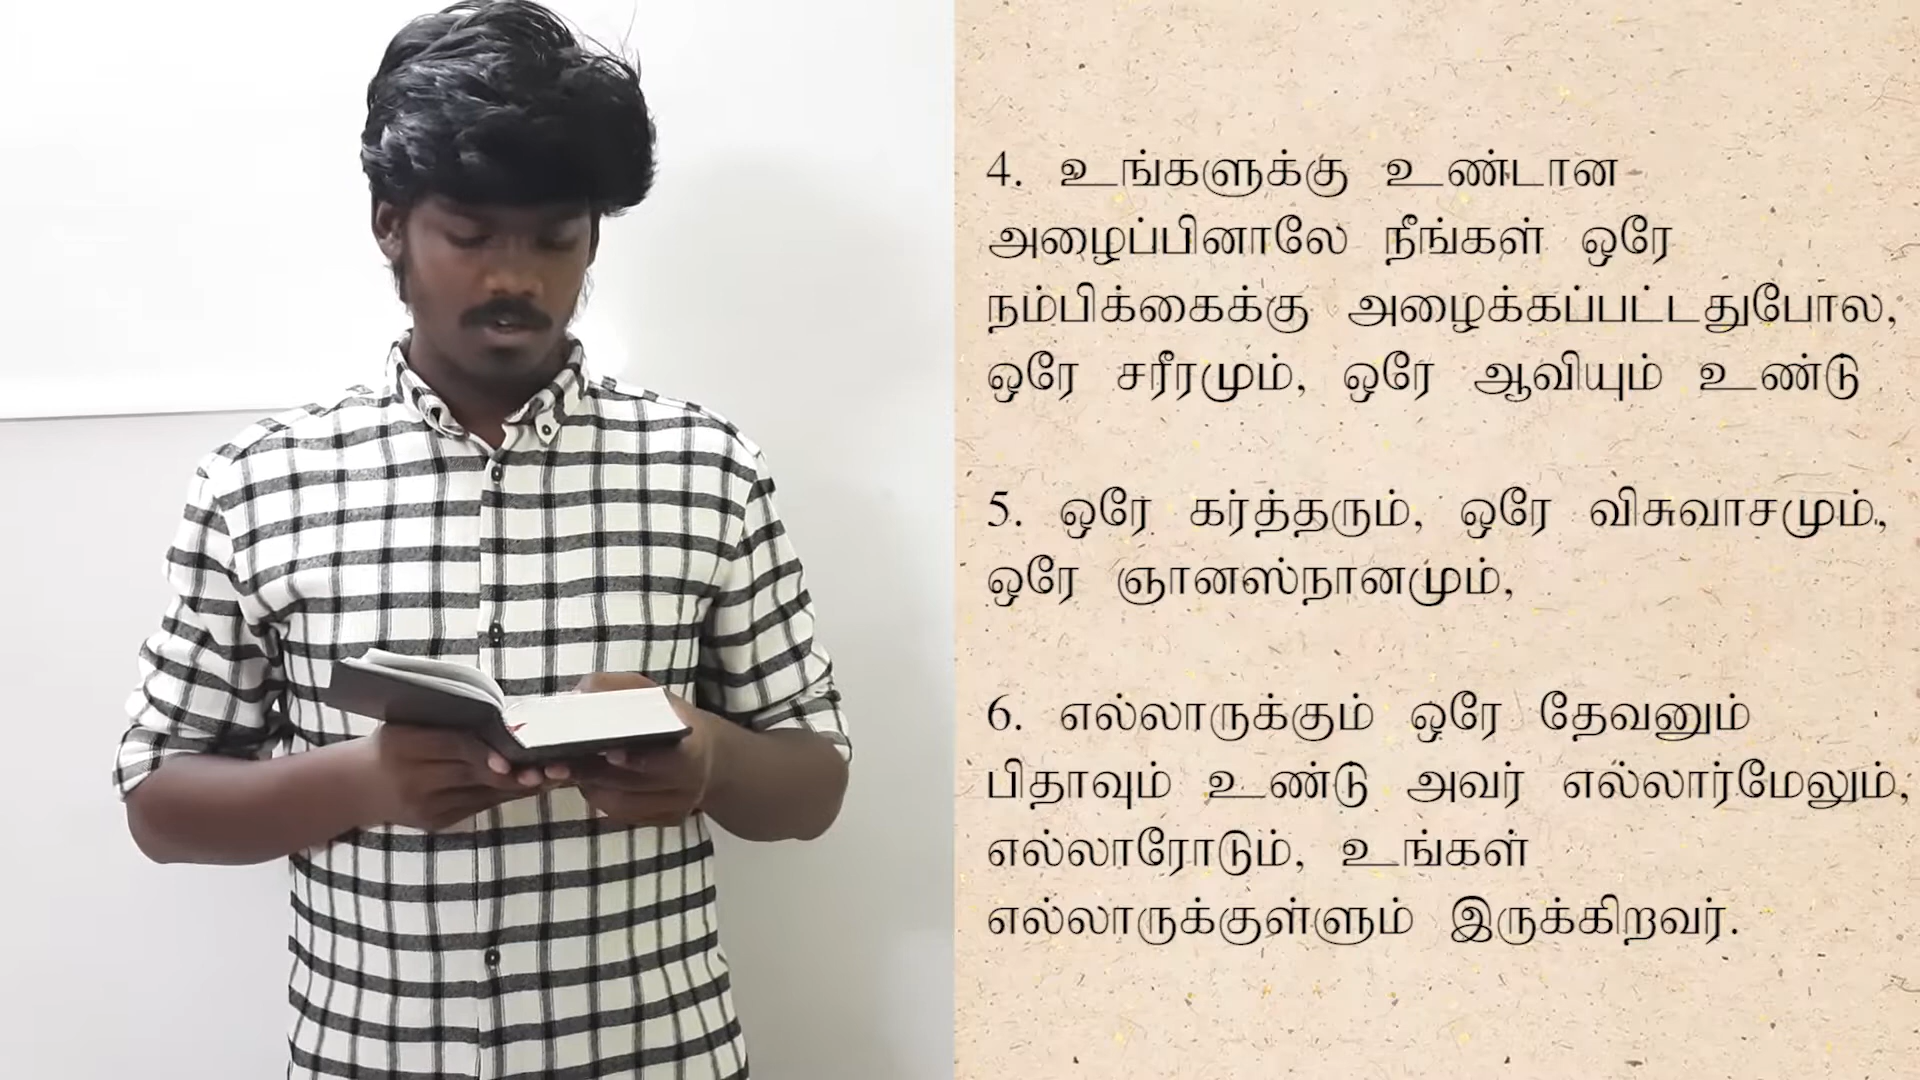 4. உங்களுக்கு உண்டான
அழைப்பினாலே நீங்கள் ஒரே
நம்பிக்கைக்கு அழைக்கப்பட்டதுபோல,
ஒரே சரீரமும், ஒரே ஆவியும் உண்டு
5. ஒரே கர்த்தரும், ஒரே விசுவாசமும்,
ஒரே ஞானஸ்நானமும்,
6. எல்லாருக்கும் ஒரே தேவனும்
பிதாவும் உண்டு அவர் எல்லார்மேலும்,
எல்லாரோடும், உங்கள்
எல்லாருக்குள்ளும் இருக்கிறவர்.